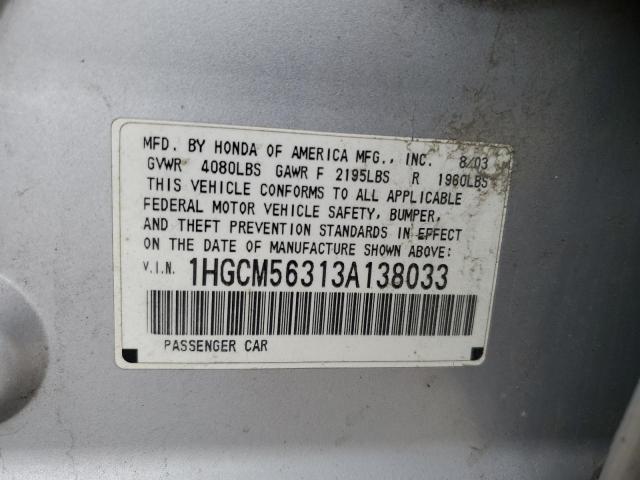 MFD. BY HONDA OF AMERICA MFG., INC. 8/03
GVWR 4080LBS GAWR F 2195LBS R 1960LBS
THIS VEHICLE CONFORMS TO ALL APPLICABLE
FEDERAL MOTOR VEHICLE SAFETY, BUMPER,
AND THEFT PREVENTION STANDARDS IN EFFECT
ON THE DATE OF MANUFACTURE SHOWN ABOVE:
V.I.N. 1HGCM56313A138033
PASSENGER CAR